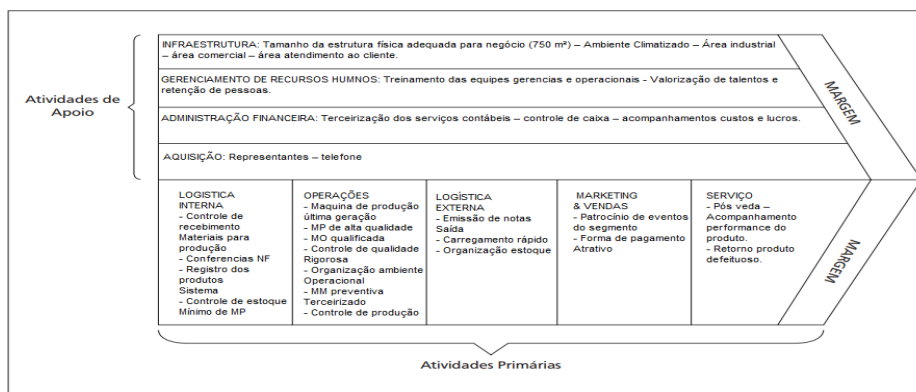 INFRAESTRUTURA: Tamanho da estrutura física adequada para negócio (750 m²) – Ambiente Climatizado – Área industrial
– área comercial – área atendimento ao cliente.
GERENCIAMENTO DE RECURSOS HUMNOS: Treinamento das equipes gerencias e operacionais - Valorização de talentos e
retenção de pessoas.
Atividades de
Apoio
ADMINISTRAÇÃO FINANCEIRA: Terceirização dos serviços contábeis – controle de caixa – acompanhamentos custos e lucros.
AQUISIÇÃO: Representantes – telefone
MARGEM
LOGISTICA
INTERNA
- Controle de
recebimento
Materiais para
produção
- Conferencias NF
- Registro dos
produtos
Sistema
- Controle de estoque
Mínimo de MP
OPERAÇÕES
- Maquina de produção
última geração
- MP de alta qualidade
- MO qualificada
- Controle de qualidade
Rigorosa
- Organização ambiente
Operacional
- MM preventiva
Terceirizado
- Controle de produção
LOGÍSTICA
EXTERNA
- Emissão de notas
Saída
- Carregamento rápido
- Organização estoque
MARKETING
& VENDAS
- Patrocínio de eventos
do segmento
- Forma de pagamento
Atrativo
SERVIÇO
- Pós veda –
Acompanhamento
performance do
produto.
- Retorno produto
defeituoso.
MARGEM
Atividades Primárias